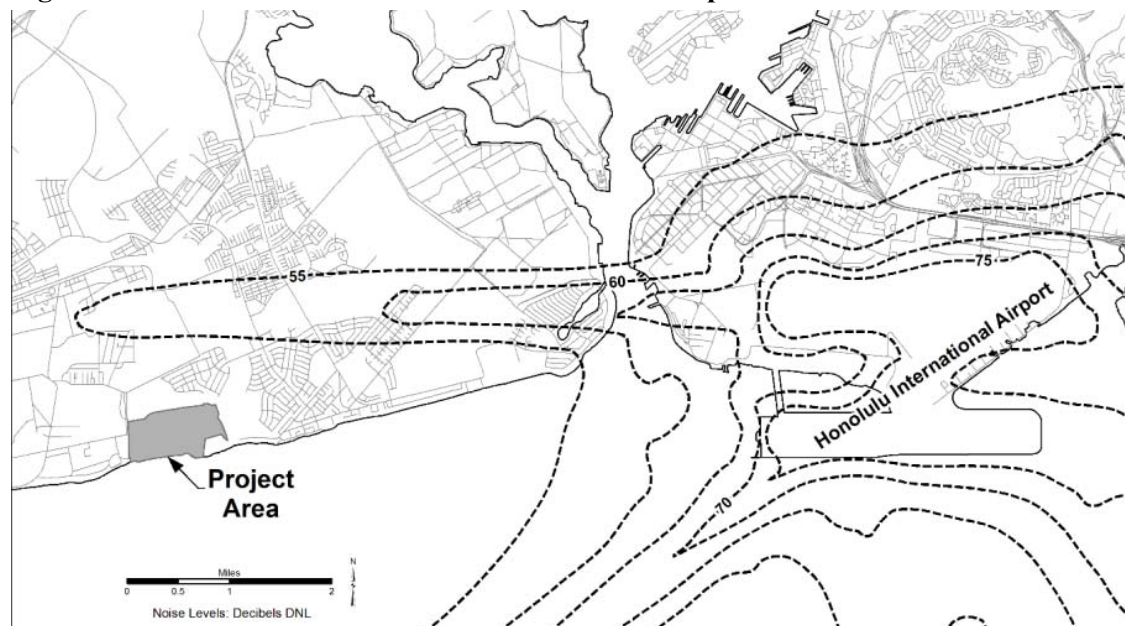 55
60
75
Honolulu International Airport
70
Project
Area
Miles
0 0.5 1 2
N
Noise Levels: Decibels DNL